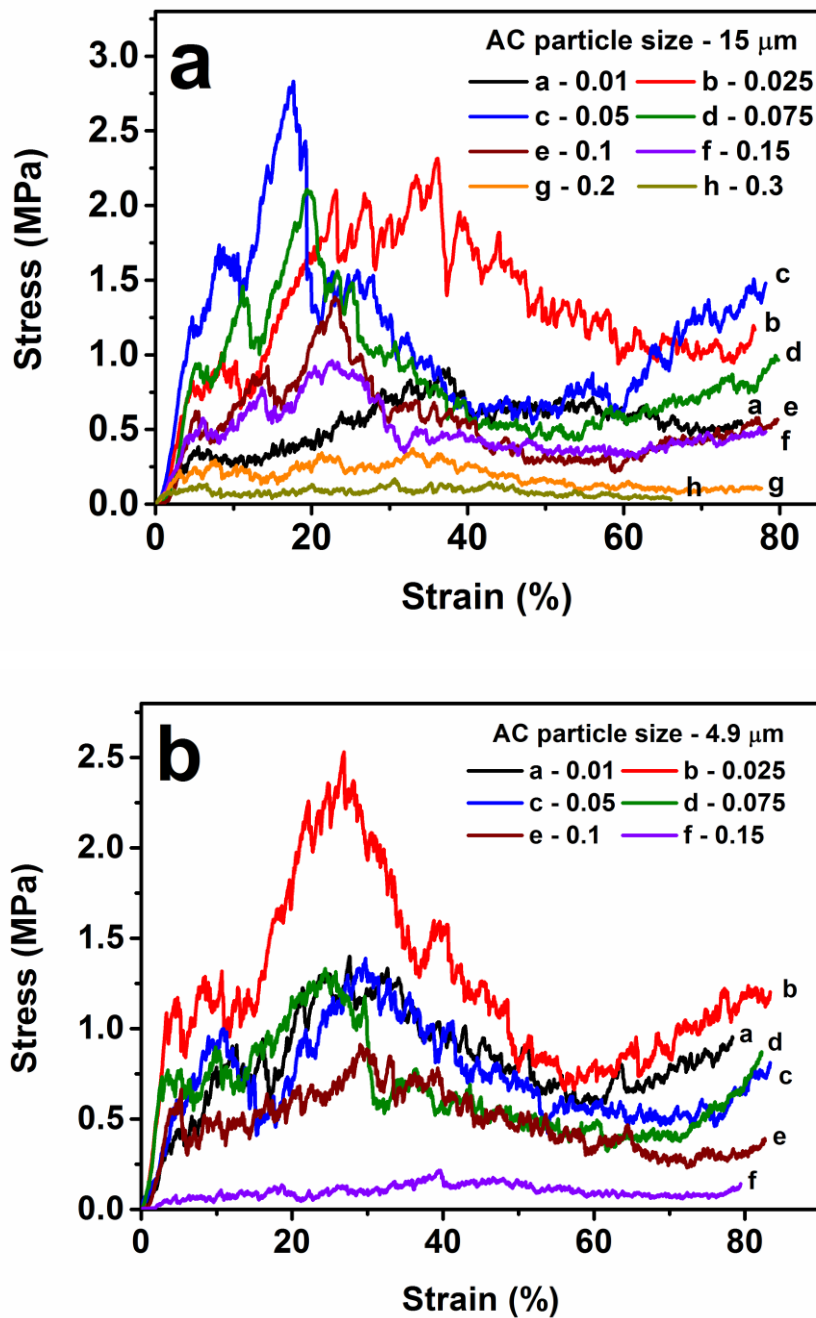 a
AC particle size - 15 μm
a - 0.01 b - 0.025
c - 0.05 d - 0.075
e - 0.1 f - 0.15
g - 0.2 h - 0.3
Stress (MPa)
3.0
2.5
2.0
1.5
1.0
0.5
0.0
c
b
d
a e
f
h g
0 20 40 60 80
Strain (%)
b
AC particle size - 4.9 μm
a - 0.01 b - 0.025
c - 0.05 d - 0.075
e - 0.1 f - 0.15
Stress (MPa)
2.5
2.0
1.5
1.0
0.5
0.0
b
a
d
c
e
f
0 20 40 60 80
Strain (%)